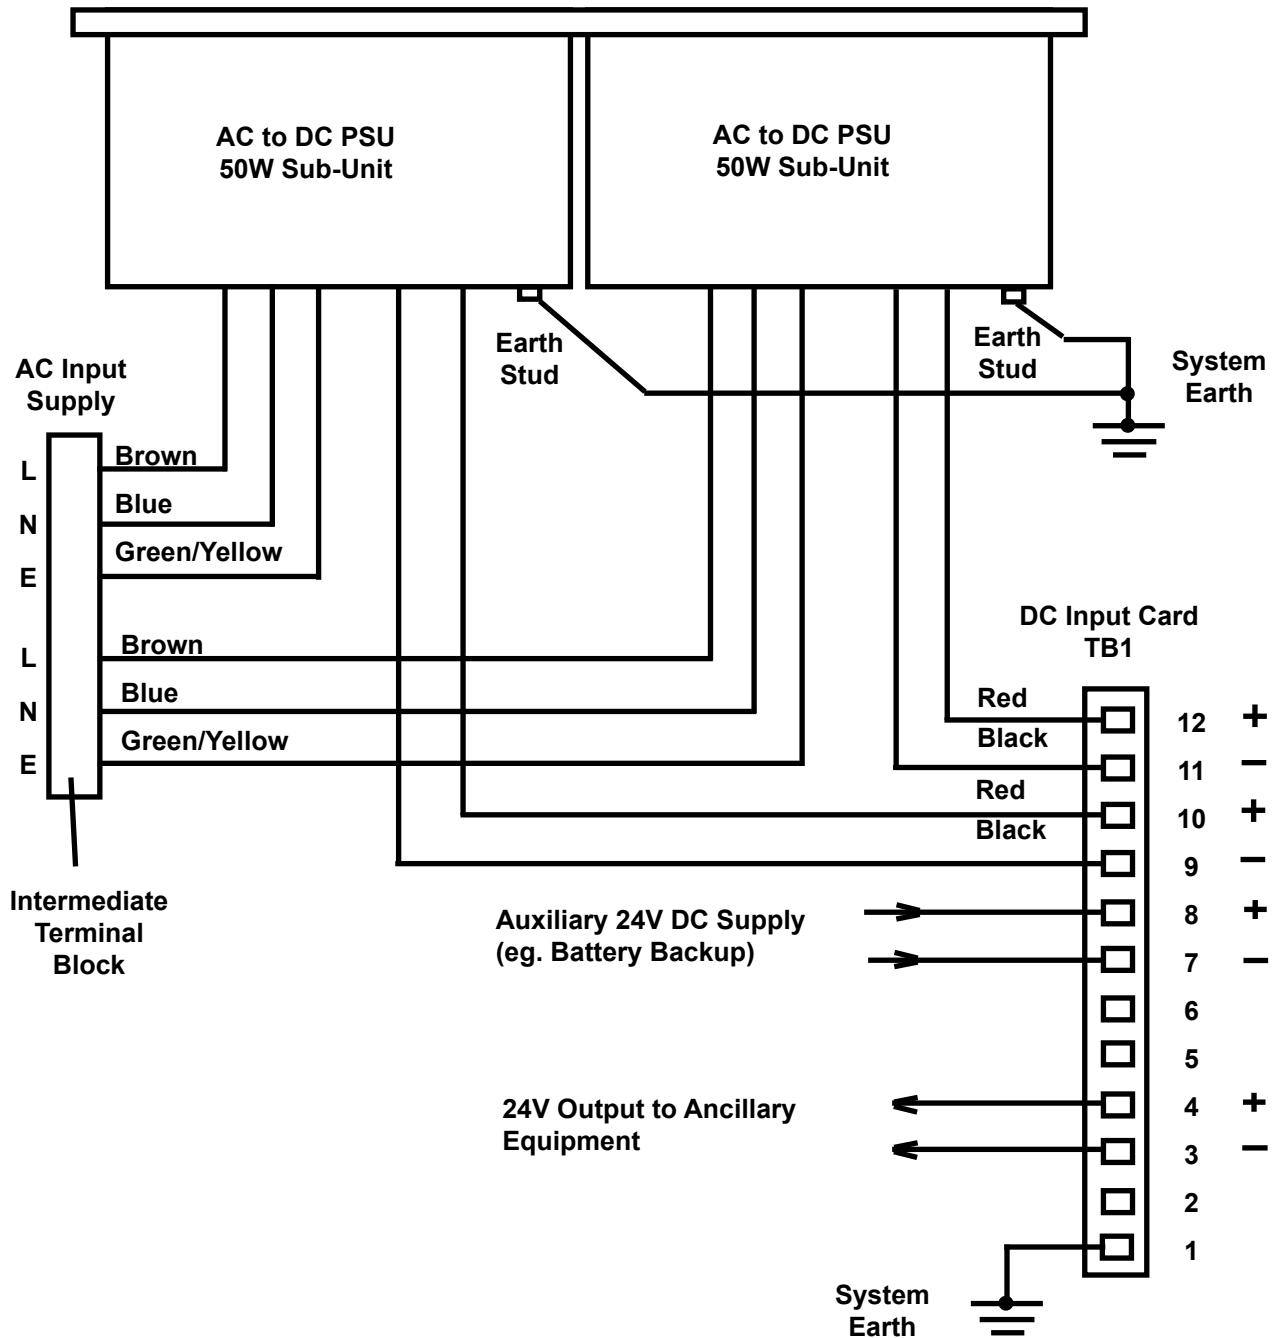 AC to DC PSU
50W Sub-Unit
AC to DC PSU
50W Sub-Unit
Earth
Stud
Earth
Stud
System
Earth
AC Input
Supply
L
Brown
N
Blue
E
Green/Yellow
L
Brown
N
Blue
E
Green/Yellow
Intermediate
Terminal
Block
DC Input Card
TB1
Red
12 +
Black
11 −
Red
10 +
Black
9 −
Auxiliary 24V DC Supply
(eg. Battery Backup)
8 +
7 −
6
5
24V Output to Ancillary
Equipment
4 +
3 −
2
1
System
Earth